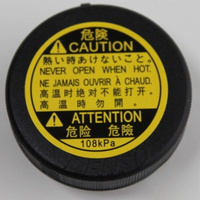 危険
⚠ CAUTION
熱い時あけないこと。
NEVER OPEN WHEN HOT.
NE JAMAIS OUVRIR À CHAUD.
高温时绝对不能打开。
高溫時勿開。
⚠ ATTENTION
危险 危險
108kPa